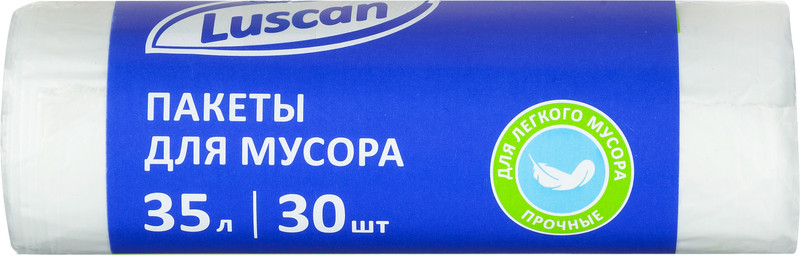 Luscan
ПАКЕТЫ
ДЛЯ МУСОРА
35 л | 30 шт
ДЛЯ ЛЕГКОГО МУСОРА
ПРОЧНЫЕ